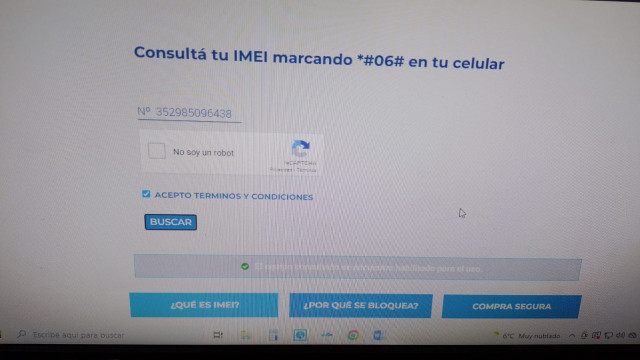 Consultá tu IMEI marcando *#06# en tu celular
Nº 352985096438
No soy un robot
reCAPTCHA
Privacidad - Términos
ACEPTO TERMINOS Y CONDICIONES
BUSCAR
habilitado para el uso.
¿QUÉ ES IMEI?
¿POR QUÉ SE BLOQUEA?
COMPRA SEGURA
Escribe aquí para buscar
6°C Muy nublado